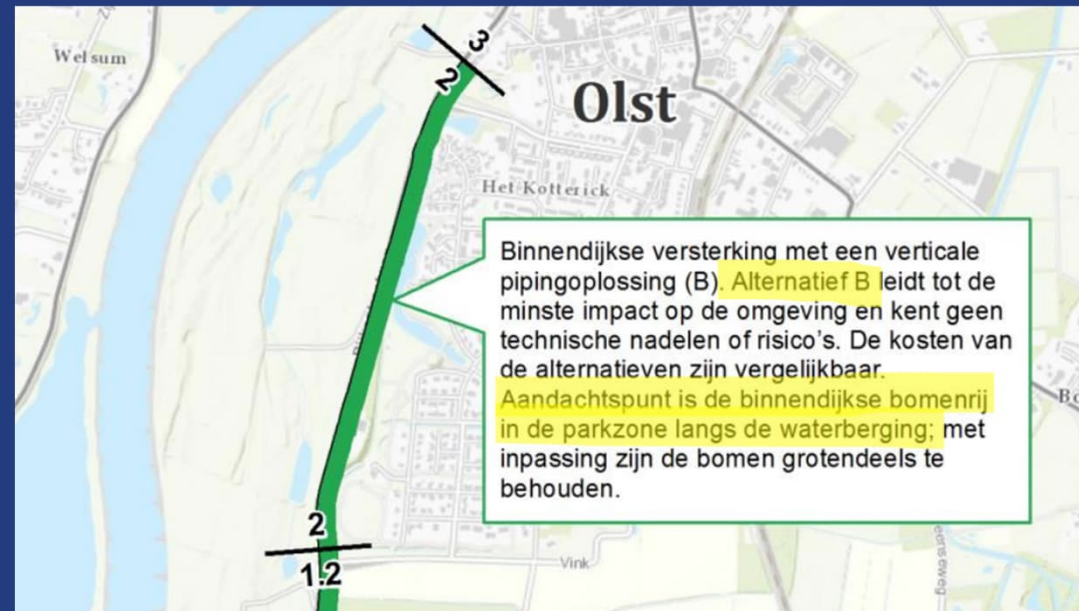 Welsum
3
2
Olst
Het Kotterick
Binnendijkse versterking met een verticale
pipingoplossing (B). Alternatief B leidt tot de
minste impact op de omgeving en kent geen
technische nadelen of risico's. De kosten van
de alternatieven zijn vergelijkbaar.
Aandachtspunt is de binnendijkse bomenrij
in de parkzone langs de waterberging; met
inpassing zijn de bomen grotendeels te
behouden.
Bo
2
1.2
Vink
eenseweg